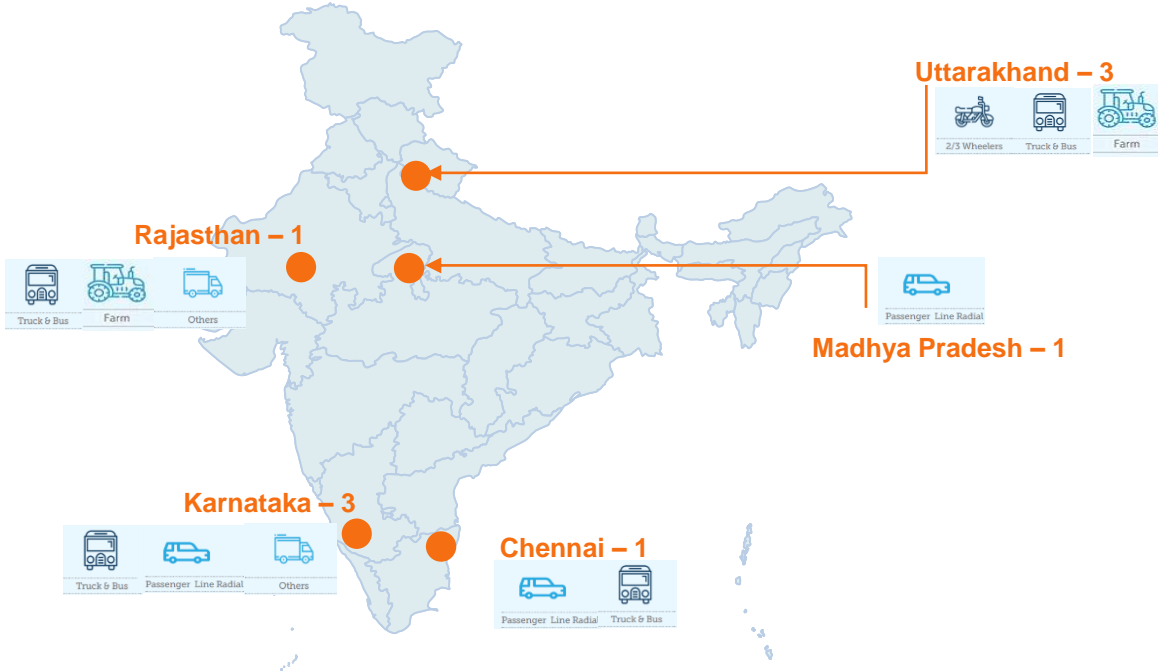 Uttarakhand – 3
2/3 Wheelers
Truck & Bus
Farm
Rajasthan – 1
Truck & Bus
Farm
Others
Passenger Line Radial
Madhya Pradesh – 1
Karnataka – 3
Truck & Bus
Passenger Line Radial
Others
Chennai – 1
Passenger Line Radial
Truck & Bus